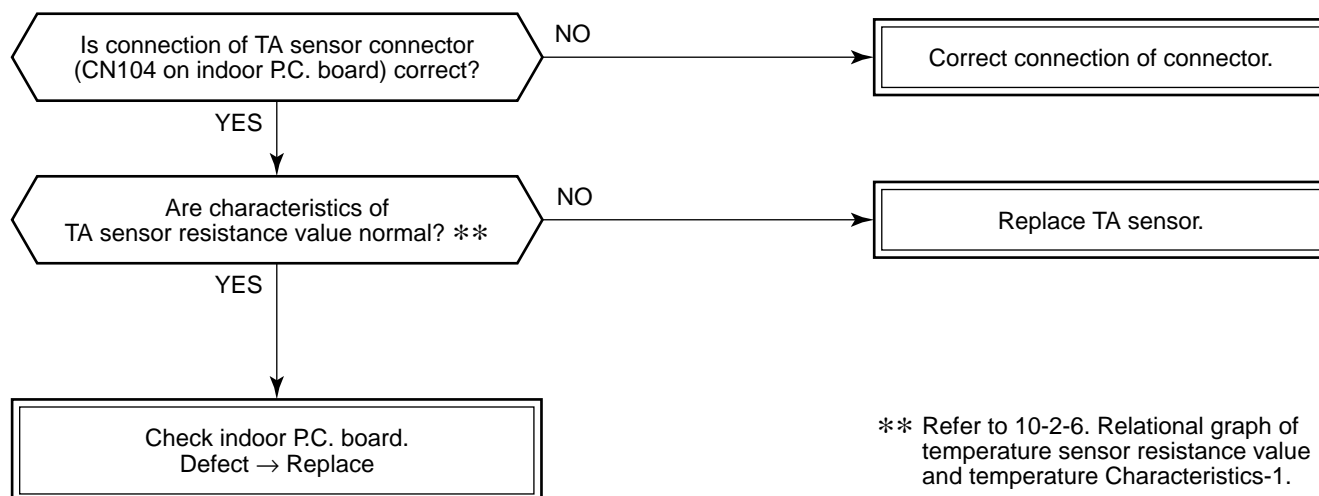 Is connection of TA sensor connector
(CN104 on indoor P.C. board) correct?
NO
Correct connection of connector.
YES
Are characteristics of
TA sensor resistance value normal? **
NO
Replace TA sensor.
YES
Check indoor P.C. board.
Defect → Replace
** Refer to 10-2-6. Relational graph of
temperature sensor resistance value
and temperature Characteristics-1.